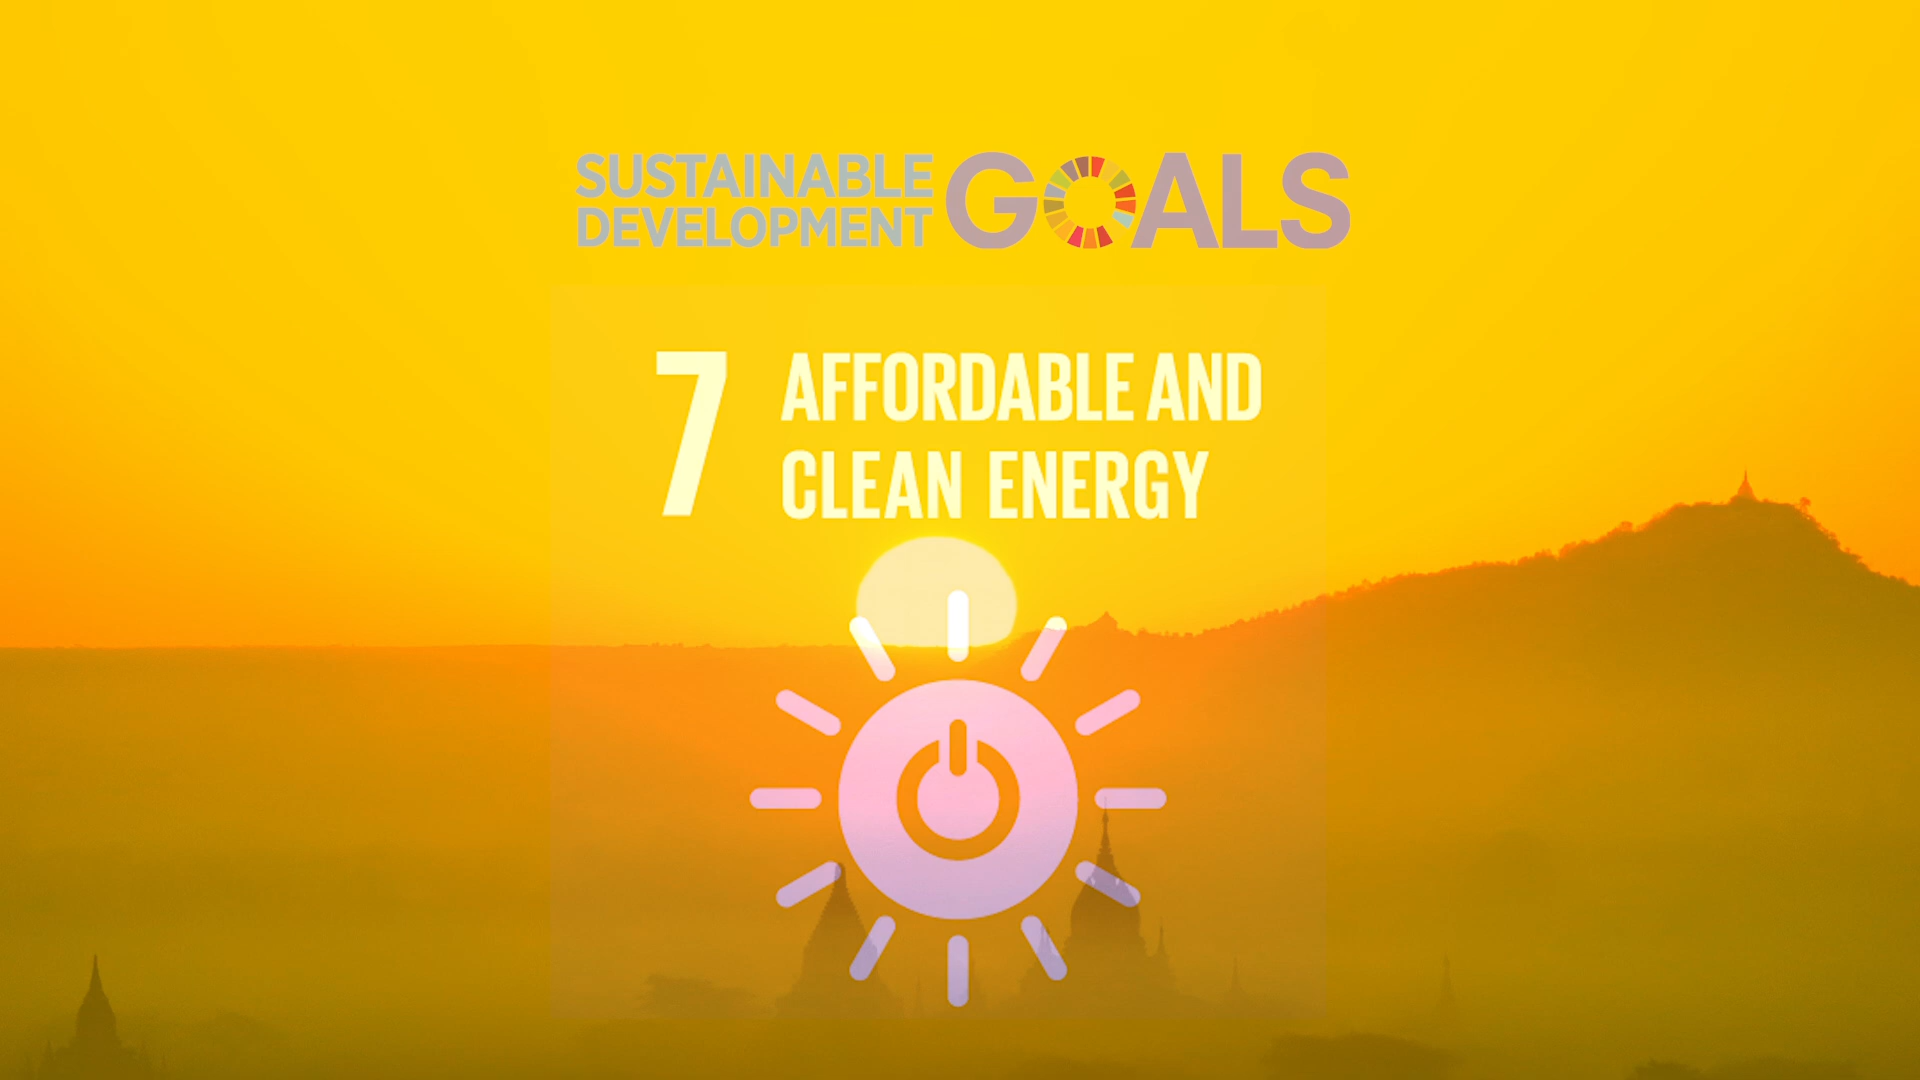 SUSTAINABLE
DEVELOPMENT
GOALS
7
AFFORDABLE AND
CLEAN ENERGY